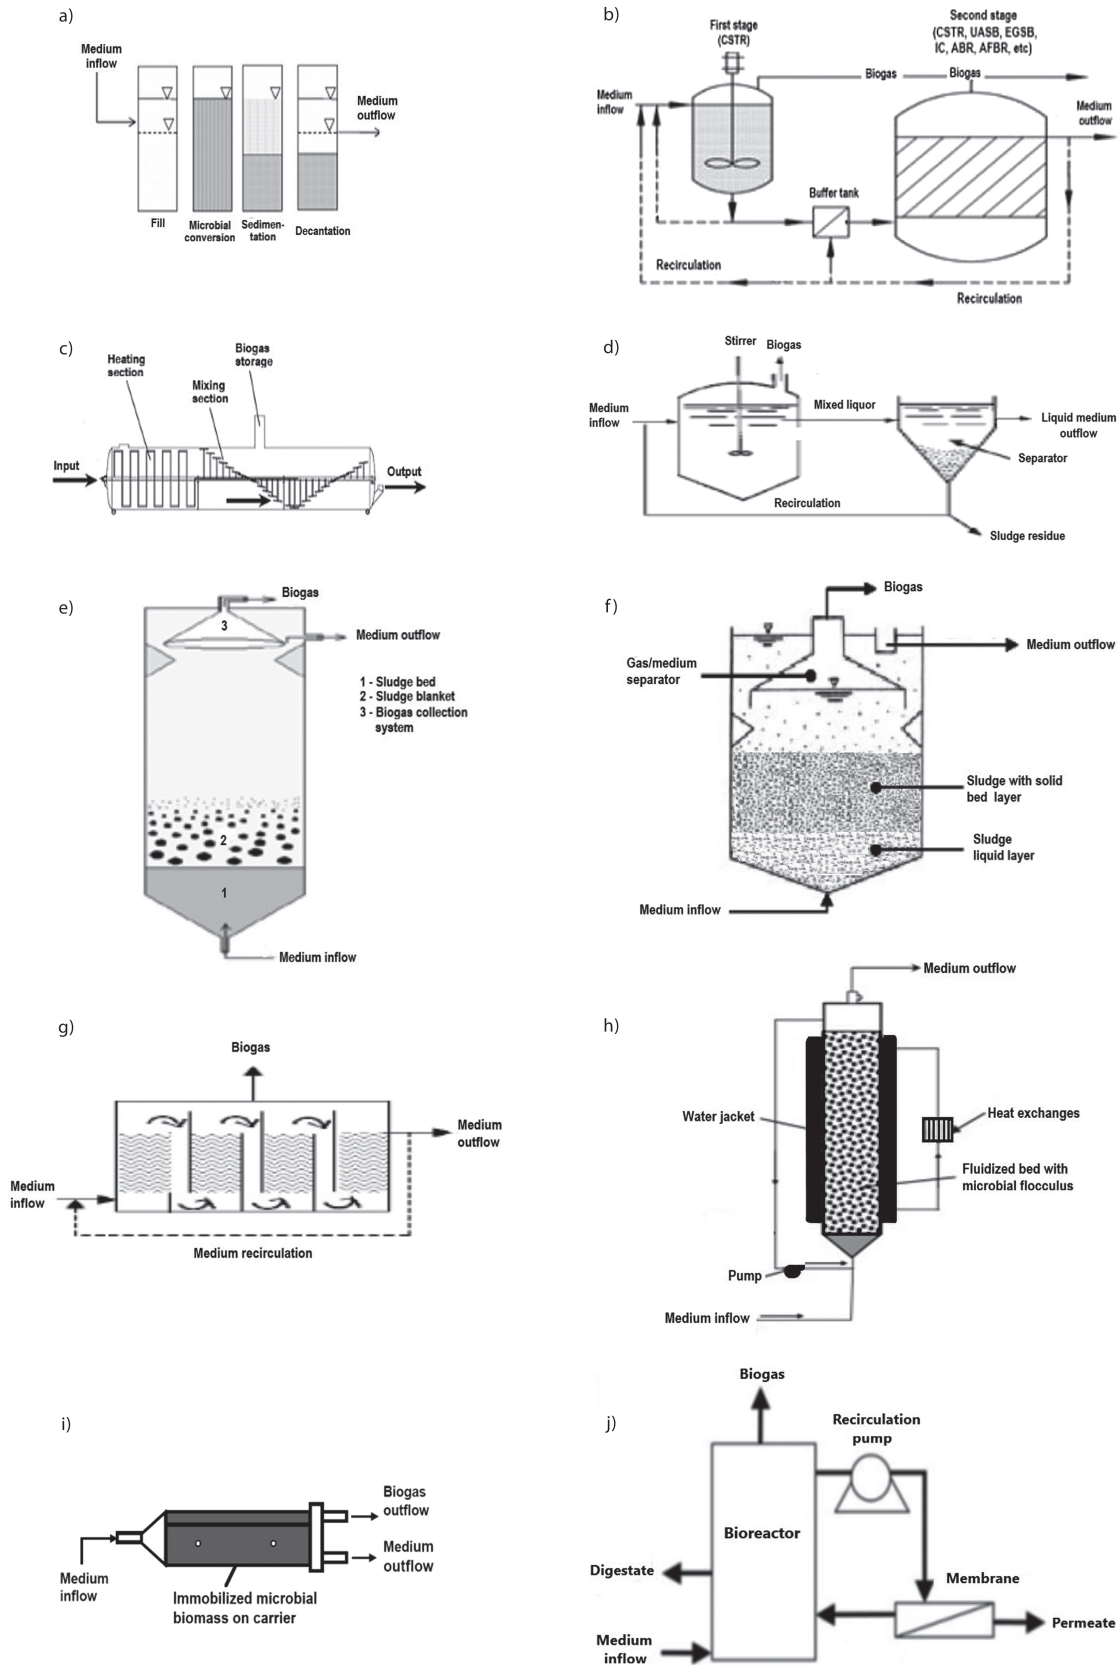 a)
Medium
inflow
Medium
outflow
Fill
Microbial
conversion
Sedimen-
tation
Decantation
b)
First stage
(CSTR)
Second stage
(CSTR, UASB, EGSB,
IC, ABR, AFBR, etc)
Biogas
Biogas
Medium
inflow
Medium
outflow
Buffer tank
Recirculation
Recirculation
c)
Heating
section
Mixing
section
Biogas
storage
Input
Output
d)
Stirrer
Biogas
Medium
inflow
Mixed liquor
Liquid medium
outflow
Separator
Recirculation
Sludge residue
e)
Biogas
3
Medium outflow
1 - Sludge bed
2 - Sludge blanket
3 - Biogas collection
system
2
1
Medium inflow
f)
Biogas
Medium outflow
Gas/medium
separator
Sludge with solid
bed layer
Sludge
liquid layer
Medium inflow
g)
Biogas
Medium
outflow
Medium
inflow
Medium recirculation
h)
Medium outflow
Water jacket
Heat exchanges
Fluidized bed with
microbial flocculus
Pump
Medium inflow
i)
Biogas
outflow
Medium
outflow
Medium
inflow
Immobilized microbial
biomass on carrier
j)
Biogas
Recirculation
pump
Bioreactor
Digestate
Membrane
Permeate
Medium
inflow